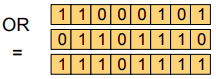 OR 1 1 0 0 0 1 0 1
0 1 1 0 1 1 1 0
= 1 1 1 0 1 1 1 1